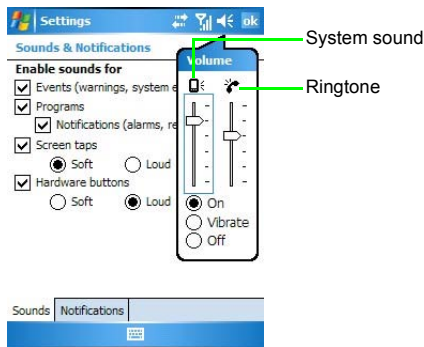 Settings ok
Sounds & Notifications
Enable sounds for
Events (warnings, system e
Programs
Notifications (alarms, re
Screen taps
Soft Loud
Hardware buttons
Soft Loud
Volume
On
Vibrate
Off
Sounds Notifications
System sound
Ringtone